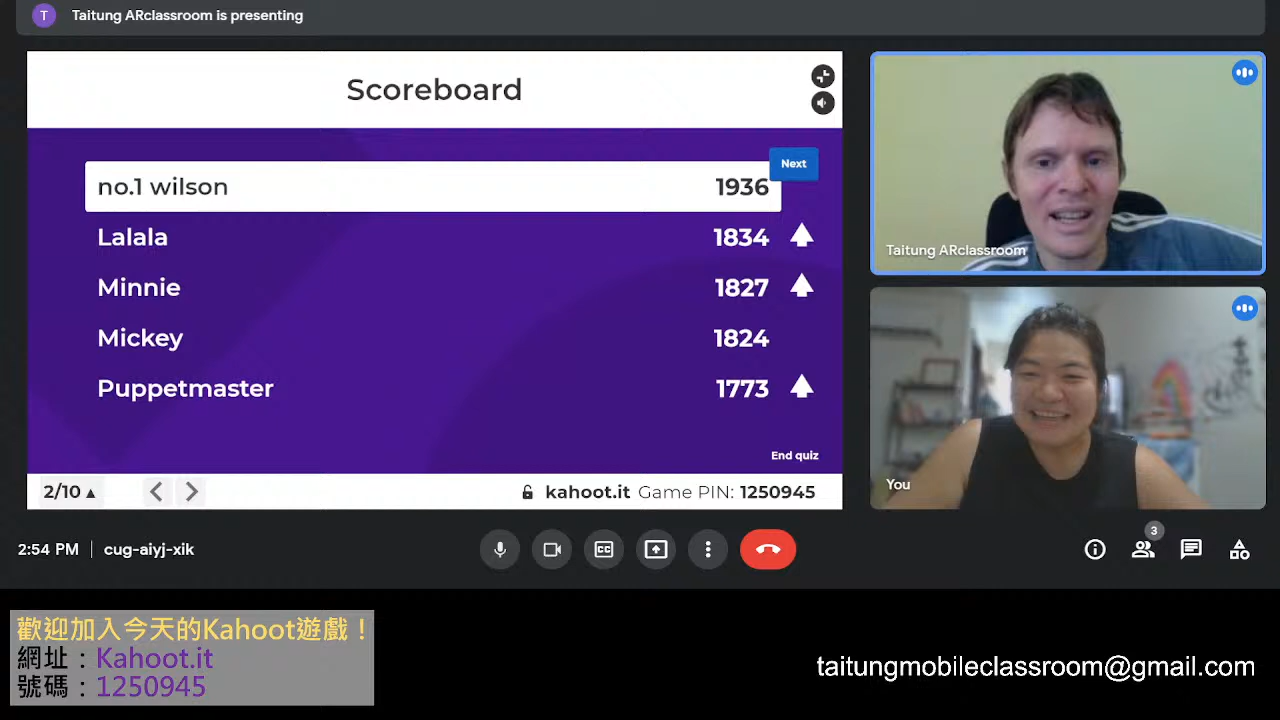 T Taitung ARclassroom is presenting
Scoreboard
Next
no.1 wilson 1936
Lalala 1834
Minnie 1827
Mickey 1824
Puppetmaster 1773
End quiz
2/10 ▲
kahoot.it Game PIN: 1250945
Taitung ARclassroom
You
2:54 PM | cug-aiyj-xik
CC
3
歡迎加入今天的Kahoot遊戲！
網址：Kahoot.it
號碼：1250945
taitungmobileclassroom@gmail.com